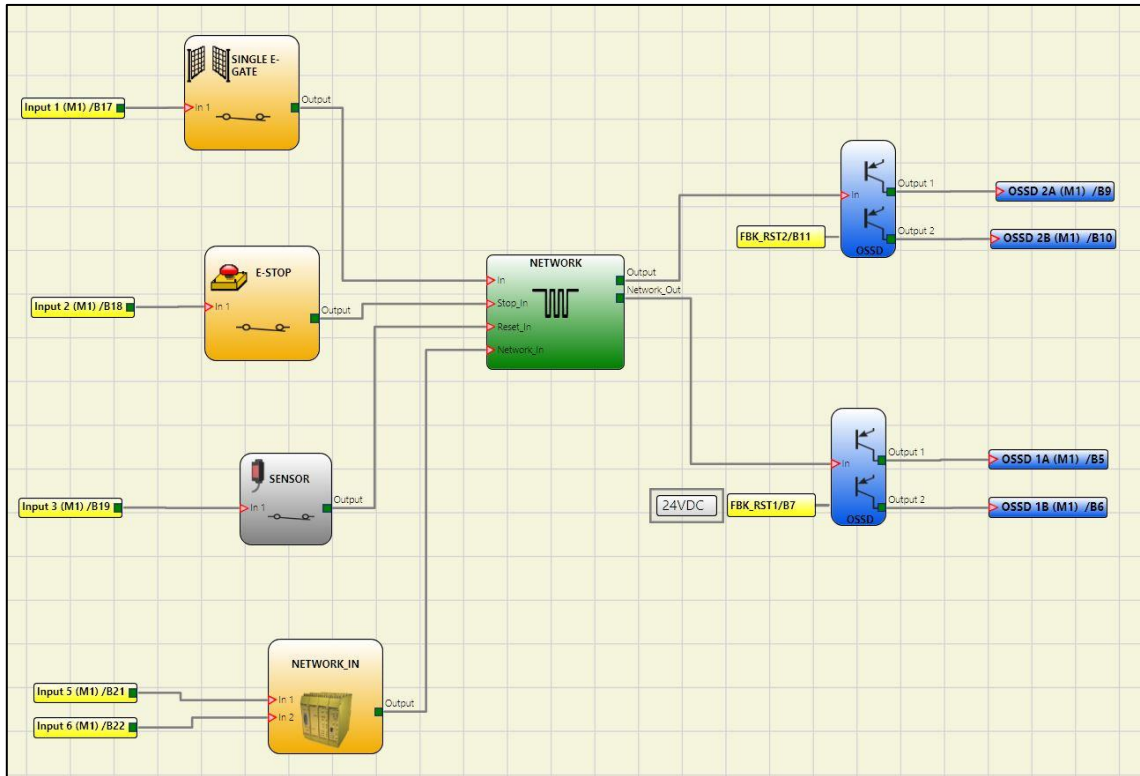 SINGLE E-
GATE
Input 1 (M1) /B17
In 1
Output
Output 1
OSSD 2A (M1) /B9
In
FBK_RST2/B11
Output 2
OSSD 2B (M1) /B10
OSSD
E-STOP
Input 2 (M1) /B18
In 1
Output
NETWORK
In
Stop_In
Reset_In
Network_In
Output
Network_Out
SENSOR
Input 3 (M1) /B19
In 1
Output
Output 1
OSSD 1A (M1) /B5
In
24VDC
FBK_RST1/B7
Output 2
OSSD 1B (M1) /B6
OSSD
NETWORK_IN
Input 5 (M1) /B21
Input 6 (M1) /B22
In 1
In 2
Output